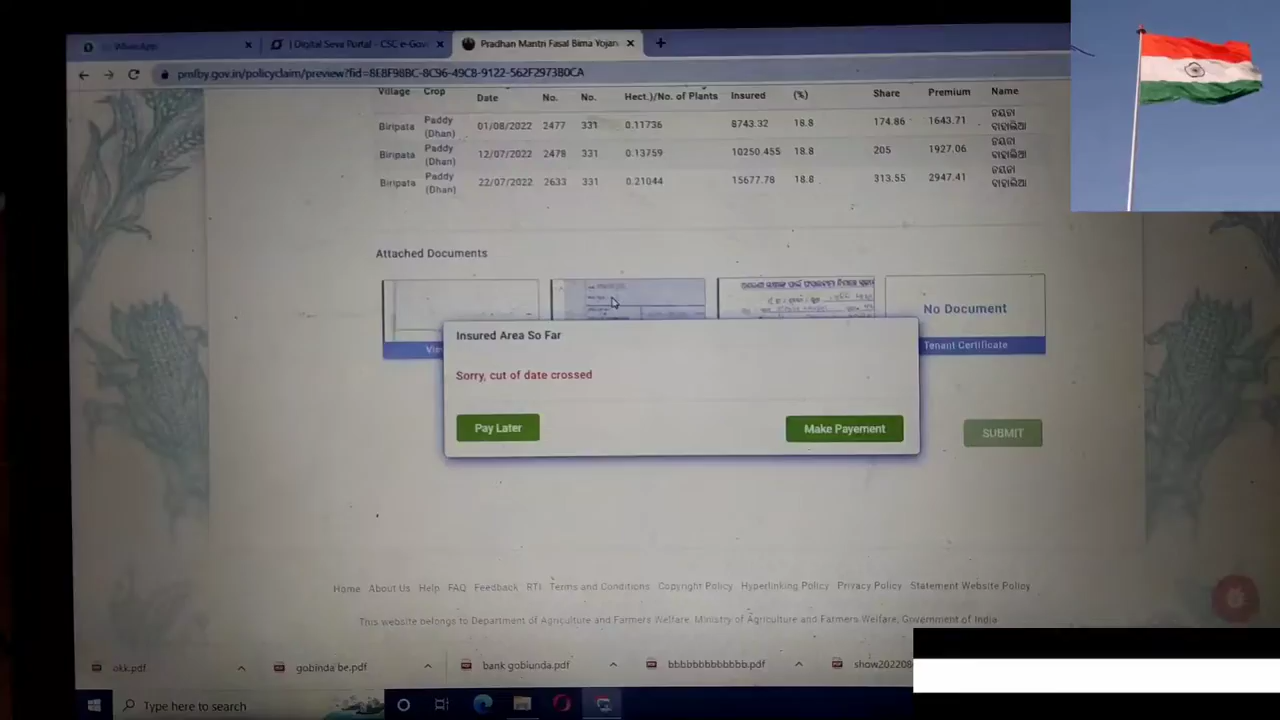 WhatsApp
| Digital Seva Portal - CSC e-Gov
Pradhan Mantri Fasal Bima Yojan
pmfby.gov.in/policyclaim/preview?fid=8E8F98BC-8C96-49C8-9122-562F2973B0CA
Village Crop Date No. No. Hect.)/No. of Plants Insured (%) Share Premium Name
Biripata Paddy (Dhan) 01/08/2022 2477 331 0.11736 8743.32 18.8 174.86 1643.71 ଜୟନା ବାହାଲିଆ
Biripata Paddy (Dhan) 12/07/2022 2478 331 0.13759 10250.455 18.8 205 1927.06 ଜୟନା ବାହାଲିଆ
Biripata Paddy (Dhan) 22/07/2022 2633 331 0.21044 15677.78 18.8 313.55 2947.41 ଜୟନା ବାହାଲିଆ
Attached Documents
No Document
Tenant Certificate
Insured Area So Far
Sorry, cut of date crossed
Pay Later
Make Payement
SUBMIT
Home About Us Help FAQ Feedback RTI Terms and Conditions Copyright Policy Hyperlinking Policy Privacy Policy Statement Website Policy
This website belongs to Department of Agriculture and Farmers Welfare, Ministry of Agriculture and Farmers Welfare, Government of India
okk.pdf
gobinda be.pdf
bank gobiunda.pdf
bbbbbbbbbbbbb.pdf
show202208
Type here to search